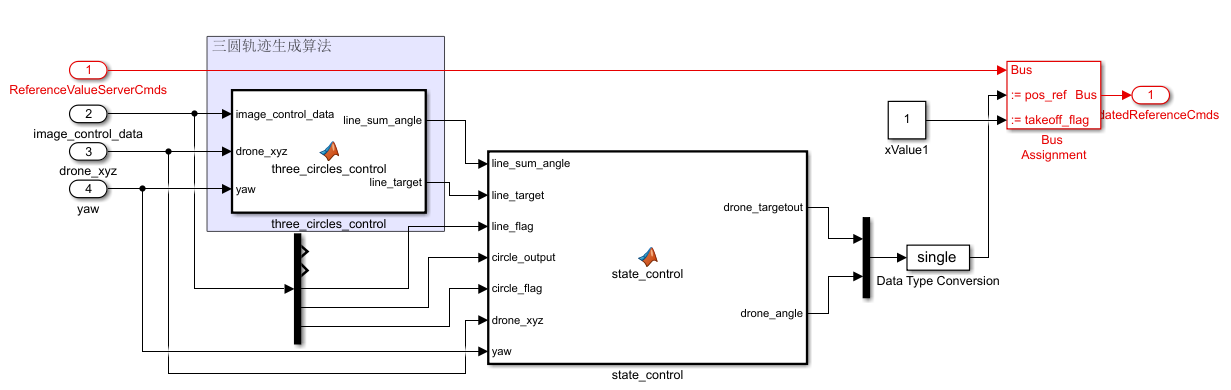 三圆轨迹生成算法
1
ReferenceValueServerCmds
2
image_control_data
3
drone_xyz
4
yaw
image_control_data
drone_xyz
yaw
three_circles_control
line_sum_angle
line_target
three_circles_control
line_sum_angle
line_target
line_flag
circle_output
circle_flag
drone_xyz
yaw
state_control
drone_targetout
drone_angle
state_control
single
Data Type Conversion
1
xValue1
Bus
:= pos_ref
Bus
:= takeoff_flag
Bus
Assignment
1
datedReferenceCmds